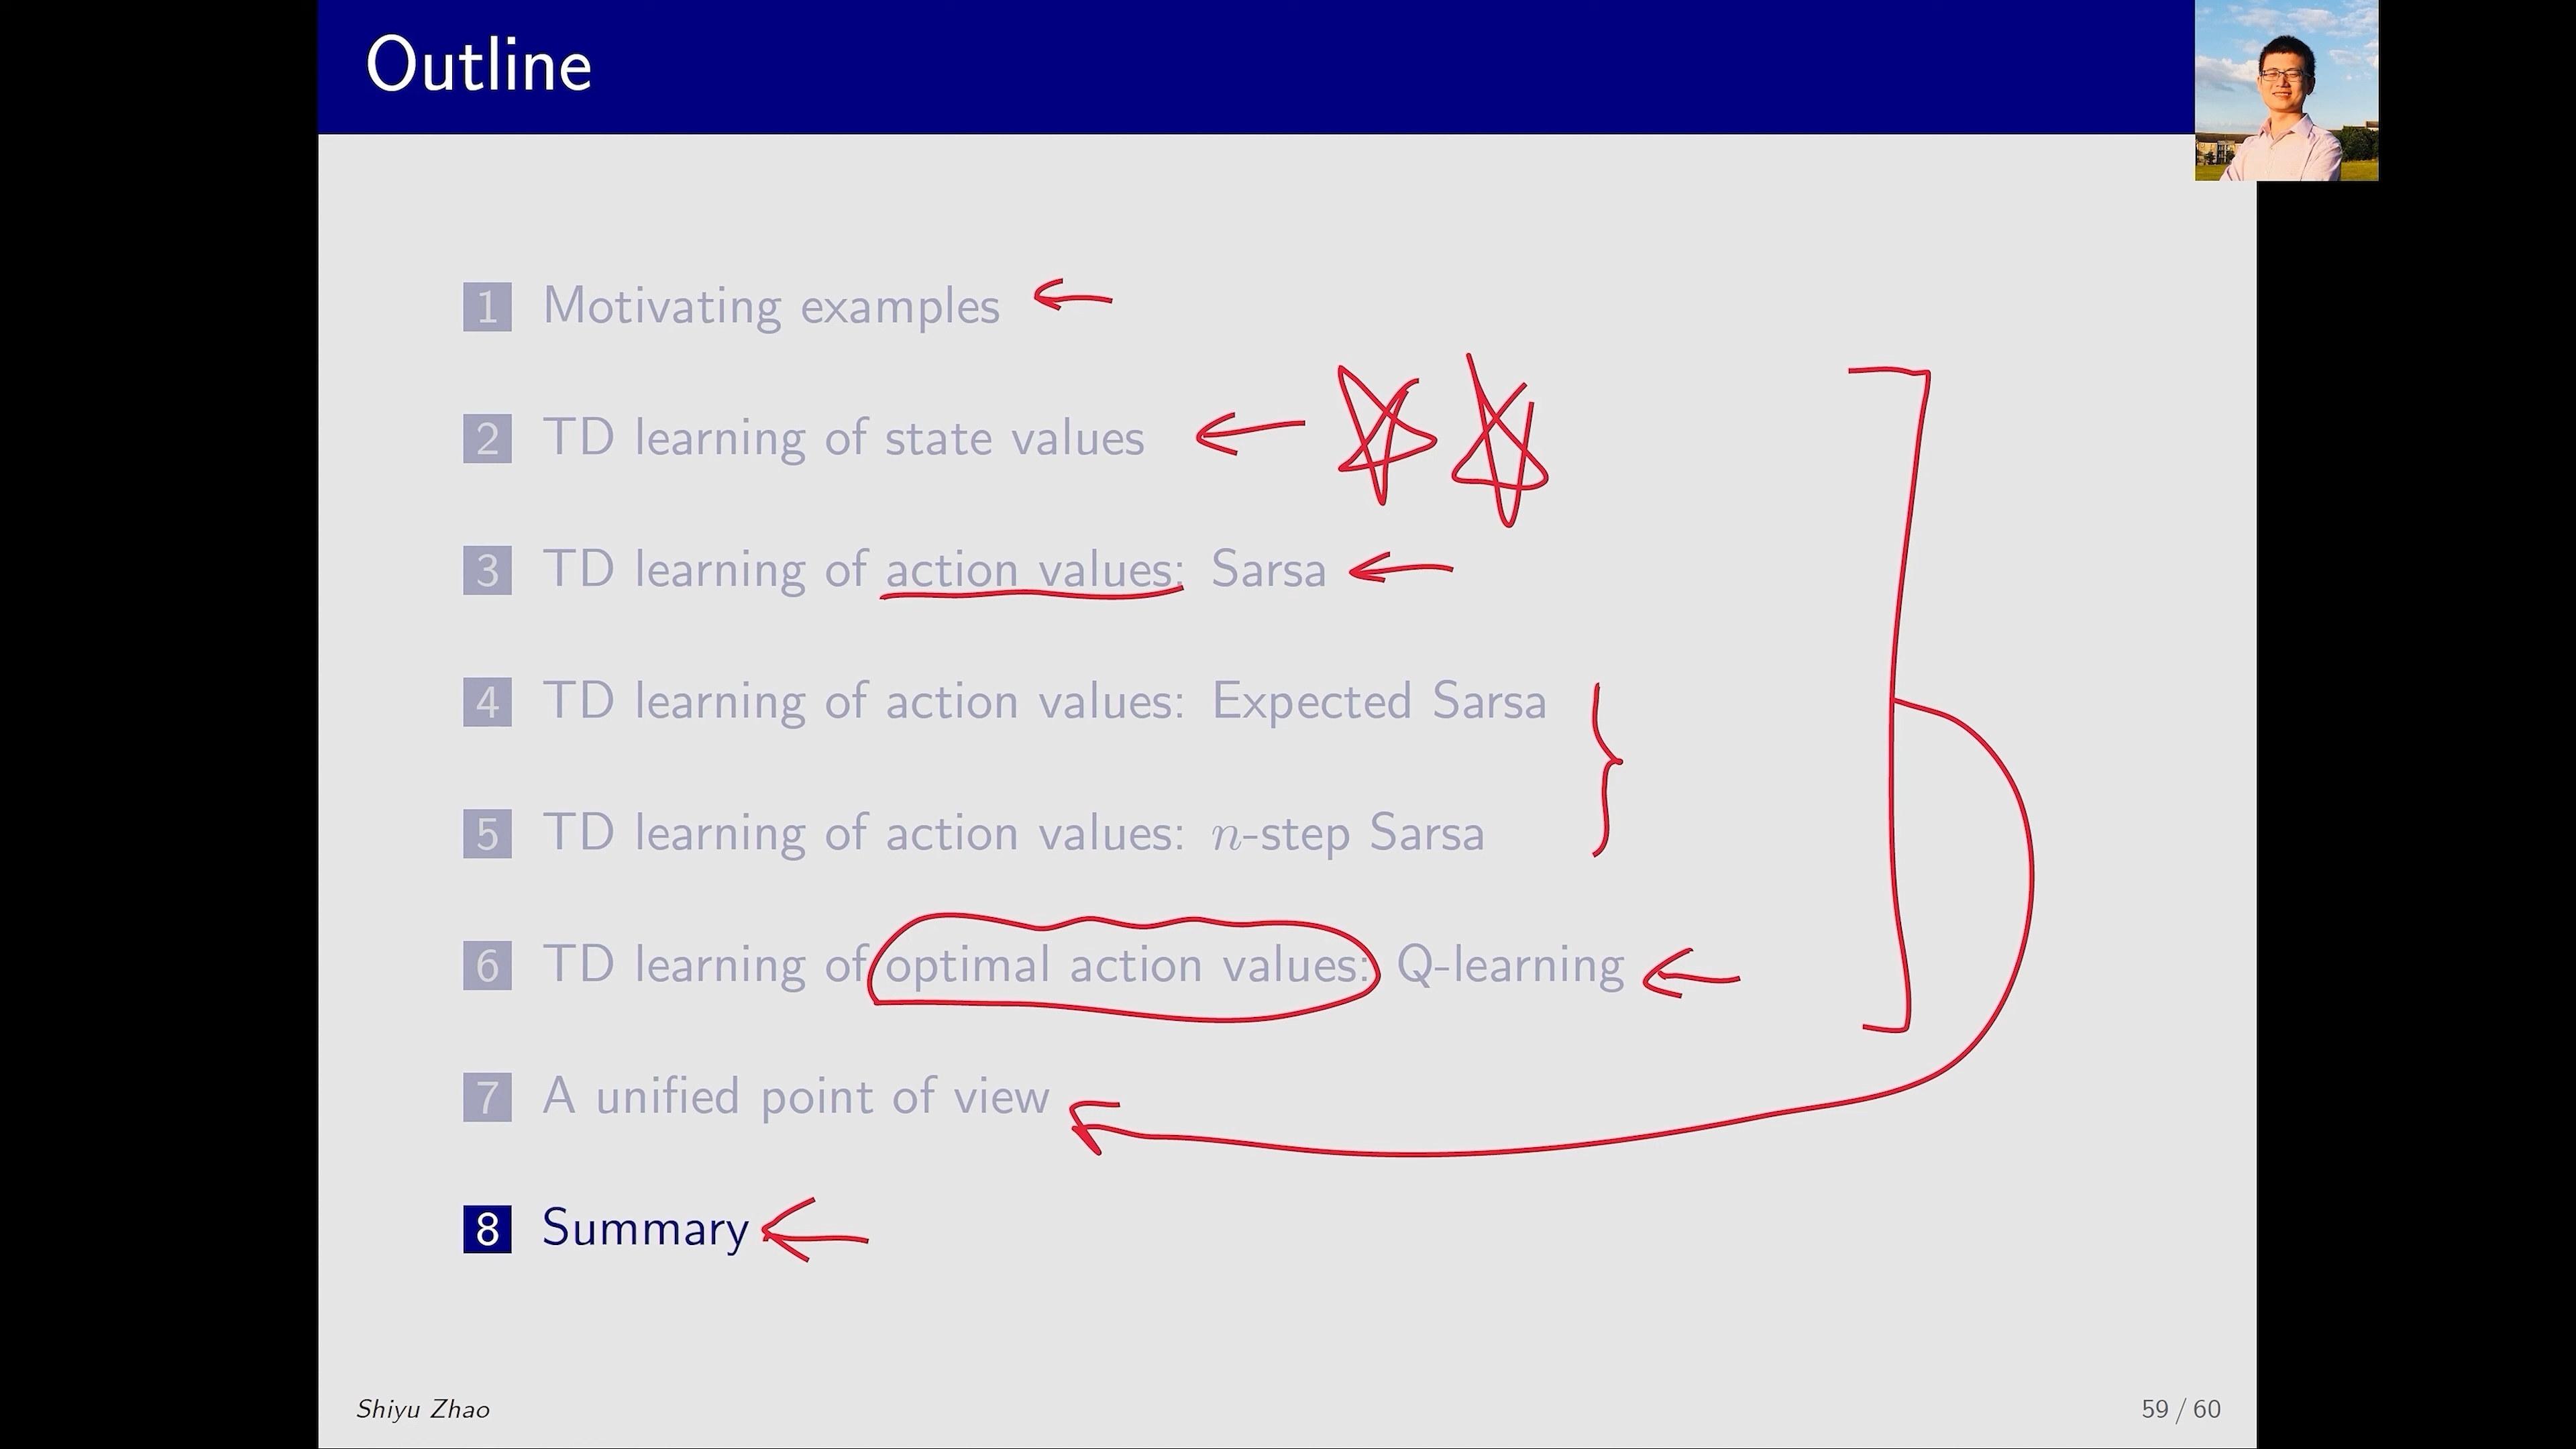 Outline
1 Motivating examples
2 TD learning of state values
3 TD learning of action values: Sarsa
4 TD learning of action values: Expected Sarsa
5 TD learning of action values: n-step Sarsa
6 TD learning of optimal action values: Q-learning
7 A unified point of view
8 Summary
Shiyu Zhao
59 / 60